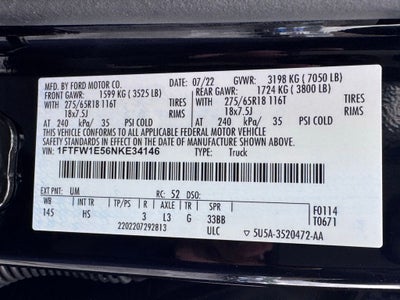 MFD. BY FORD MOTOR CO.
DATE: 07/22 GVWR: 3198 KG ( 7050 LB)
FRONT GAWR: 1599 KG ( 3525 LB) REAR GAWR: 1724 KG ( 3800 LB)
275/65R18 116T TIRES 275/65R18 116T TIRES
18x7.5J RIMS 18x7.5J RIMS
AT 240 kPa/ 35 PSI COLD AT 240 kPa/ 35 PSI COLD
THIS VEHICLE CONFORMS TO ALL APPLICABLE FEDERAL MOTOR VEHICLE
SAFETY STANDARDS IN EFFECT ON THE DATE OF MANUFACTURE SHOWN ABOVE.
VIN: 1FTFW1E56NKE34146 TYPE: Truck
EXT PNT: UM RC: 52 DSO:
WB INT TR TP/PS R AXLE TR SPR F0114
145 HS 3 L3 G 33BB T0671
2202207292813 ULC 5U5A-3520472-AA